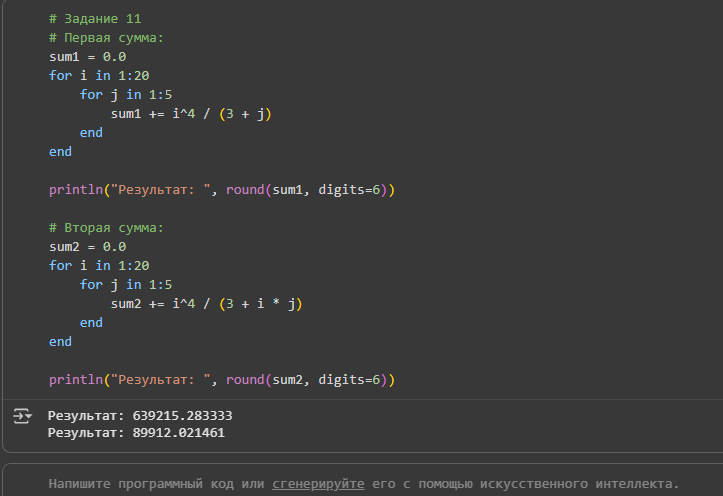 # Задание 11
# Первая сумма:
sum1 = 0.0
for i in 1:20
    for j in 1:5
        sum1 += i^4 / (3 + j)
    end
end
println("Результат: ", round(sum1, digits=6))
# Вторая сумма:
sum2 = 0.0
for i in 1:20
    for j in 1:5
        sum2 += i^4 / (3 + i * j)
    end
end
println("Результат: ", round(sum2, digits=6))
Результат: 639215.283333
Результат: 89912.021461
Напишите программный код или сгенерируйте его с помощью искусственного интеллекта.